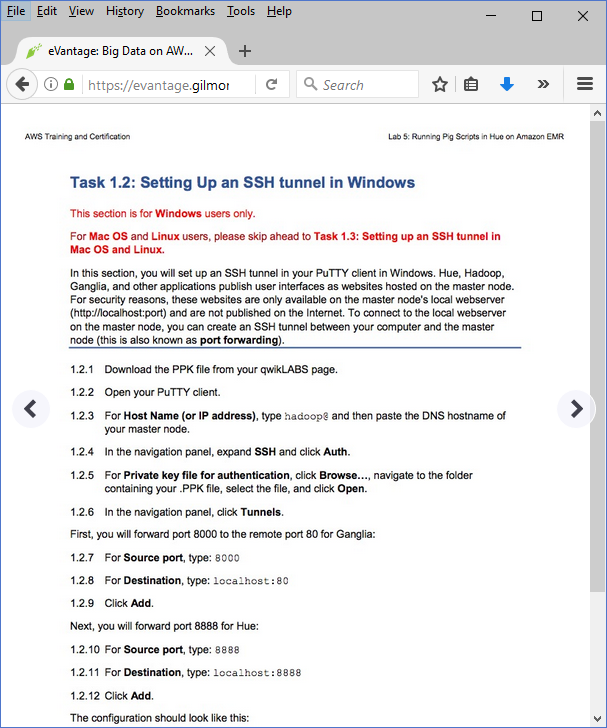 File Edit View History Bookmarks Tools Help
eVantage: Big Data on AW...
https://evantage.gilmor
Search
AWS Training and Certification
Lab 5: Running Pig Scripts in Hue on Amazon EMR
Task 1.2: Setting Up an SSH tunnel in Windows
This section is for Windows users only.
For Mac OS and Linux users, please skip ahead to Task 1.3: Setting up an SSH tunnel in
Mac OS and Linux.
In this section, you will set up an SSH tunnel in your PuTTY client in Windows. Hue, Hadoop,
Ganglia, and other applications publish user interfaces as websites hosted on the master node.
For security reasons, these websites are only available on the master node's local webserver
(http://localhost:port) and are not published on the Internet. To connect to the local webserver
on the master node, you can create an SSH tunnel between your computer and the master
node (this is also known as port forwarding).
1.2.1 Download the PPK file from your qwikLABS page.
1.2.2 Open your PuTTY client.
1.2.3 For Host Name (or IP address), type hadoop@ and then paste the DNS hostname of
your master node.
1.2.4 In the navigation panel, expand SSH and click Auth.
1.2.5 For Private key file for authentication, click Browse..., navigate to the folder
containing your .PPK file, select the file, and click Open.
1.2.6 In the navigation panel, click Tunnels.
First, you will forward port 8000 to the remote port 80 for Ganglia:
1.2.7 For Source port, type: 8000
1.2.8 For Destination, type: localhost:80
1.2.9 Click Add.
Next, you will forward port 8888 for Hue:
1.2.10 For Source port, type: 8888
1.2.11 For Destination, type: localhost:8888
1.2.12 Click Add.
The configuration should look like this: